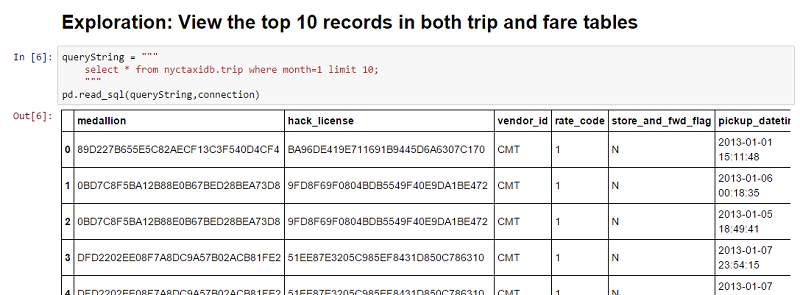 Exploration: View the top 10 records in both trip and fare tables
In [6]: queryString = """
select * from nyctaxidb.trip where month=1 limit 10;
"""
pd.read_sql(queryString,connection)
Out[6]:
medallion hack_license vendor_id rate_code store_and_fwd_flag pickup_datetin
0 89D227B655E5C82AECF13C3F540D4CF4 BA96DE419E711691B9445D6A6307C170 CMT 1 N 2013-01-01 15:11:48
1 0BD7C8F5BA12B88E0B67BED28BEA73D8 9FD8F69F0804BDB5549F40E9DA1BE472 CMT 1 N 2013-01-06 00:18:35
2 0BD7C8F5BA12B88E0B67BED28BEA73D8 9FD8F69F0804BDB5549F40E9DA1BE472 CMT 1 N 2013-01-05 18:49:41
3 DFD2202EE08F7A8DC9A57B02ACB81FE2 51EE87E3205C985EF8431D850C786310 CMT 1 N 2013-01-07 23:54:15
4 DFD2202EE08F7A8DC9A57B02ACB81FE2 51EE87E3205C985EF8431D850C786310 CMT 1 N 2013-01-07